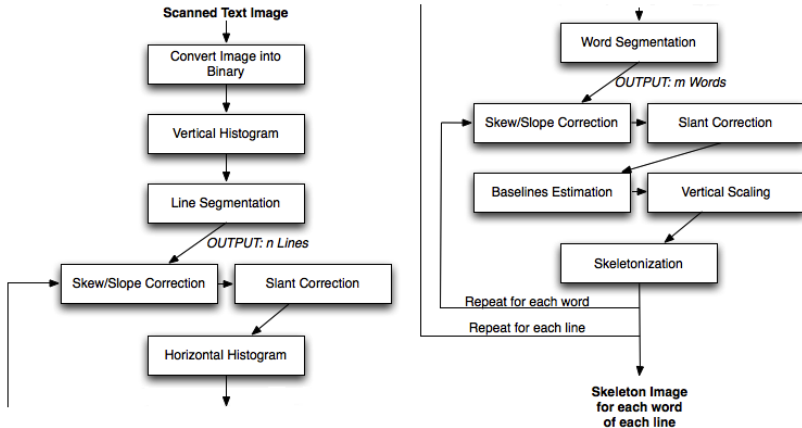 Scanned Text Image
Convert Image into
Binary
Vertical Histogram
Line Segmentation
OUTPUT: n Lines
Skew/Slope Correction
Slant Correction
Horizontal Histogram
Word Segmentation
OUTPUT: m Words
Skew/Slope Correction
Slant Correction
Baselines Estimation
Vertical Scaling
Skeletonization
Repeat for each word
Repeat for each line
Skeleton Image
for each word
of each line